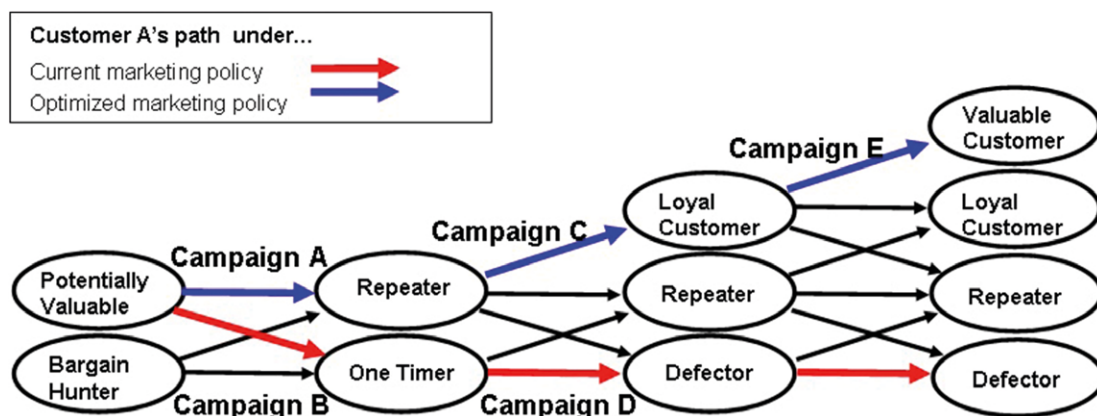 Customer A's path under...
Current marketing policy
Optimized marketing policy
Valuable
Customer
Campaign E
Loyal
Customer
Loyal
Customer
Campaign C
Campaign A
Potentially
Valuable
Repeater
Repeater
Repeater
Bargain
Hunter
One Timer
Defector
Defector
Campaign B
Campaign D